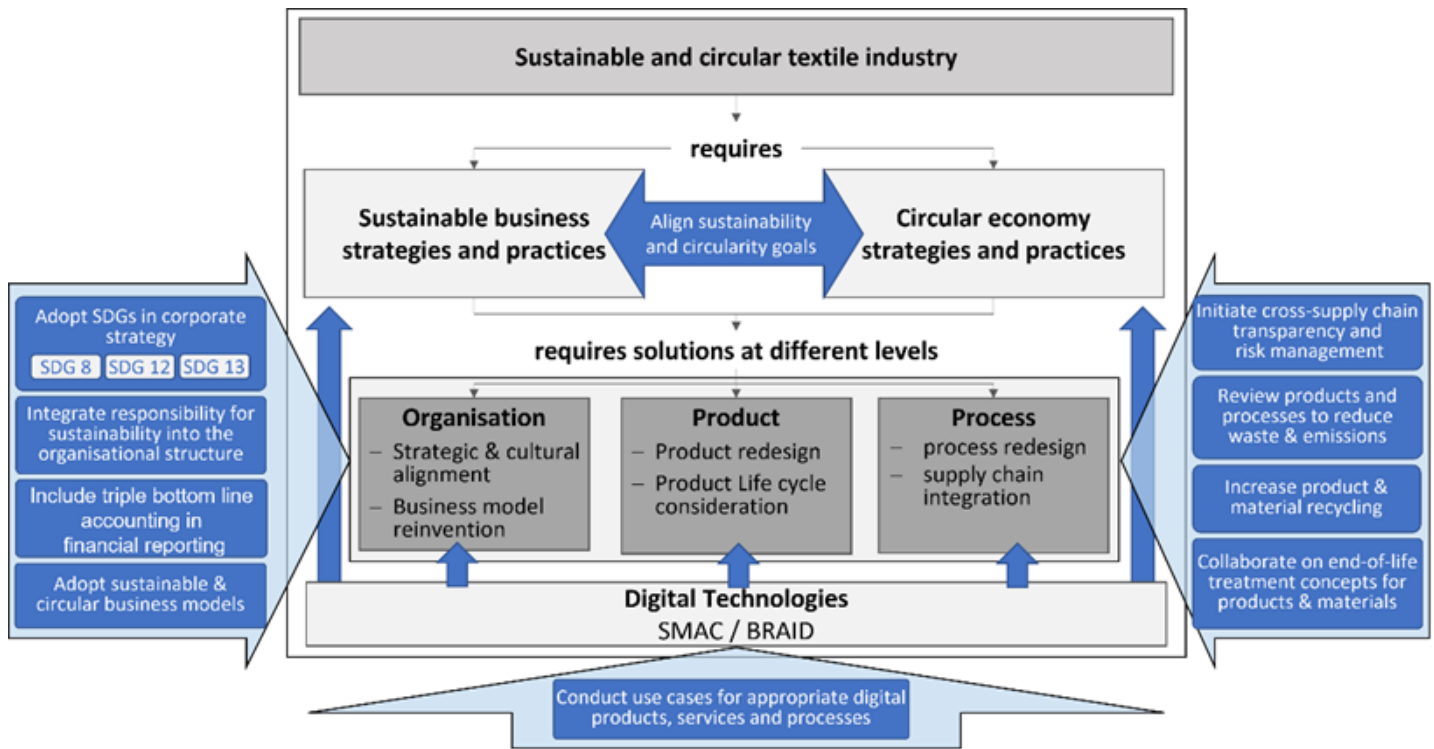 Sustainable and circular textile industry
requires
Sustainable business
strategies and practices
Align sustainability
and circularity goals
Circular economy
strategies and practices
requires solutions at different levels
Adopt SDGs in corporate
strategy
SDG 8 SDG 12 SDG 13
Integrate responsibility for
sustainability into the
organisational structure
Include triple bottom line
accounting in
financial reporting
Adopt sustainable &
circular business models
Organisation
– Strategic & cultural
alignment
– Business model
reinvention
Product
– Product redesign
– Product Life cycle
consideration
Process
– process redesign
– supply chain
integration
Initiate cross-supply chain
transparency and
risk management
Review products and
processes to reduce
waste & emissions
Increase product &
material recycling
Collaborate on end-of-life
treatment concepts for
products & materials
Digital Technologies
SMAC / BRAID
Conduct use cases for appropriate digital
products, services and processes